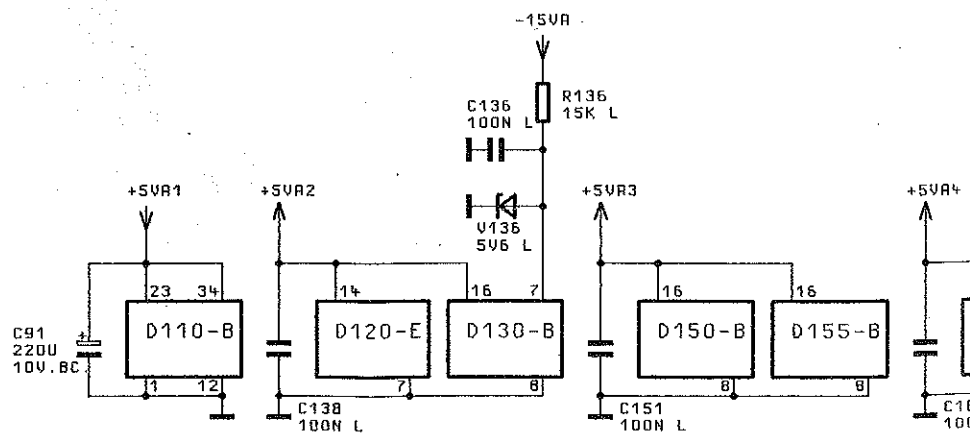 -15VA
R136
15K L
C136
100N L
V136
5V6 L
+5VA1
+5VA2
+5VA3
+5VA4
23 34
14
16 7
16
16
C91
220U
10V.BC
+
D110-B
D120-E
D130-B
D150-B
D155-B
1 12
7
8
8
8
C138
100N L
C151
100N L